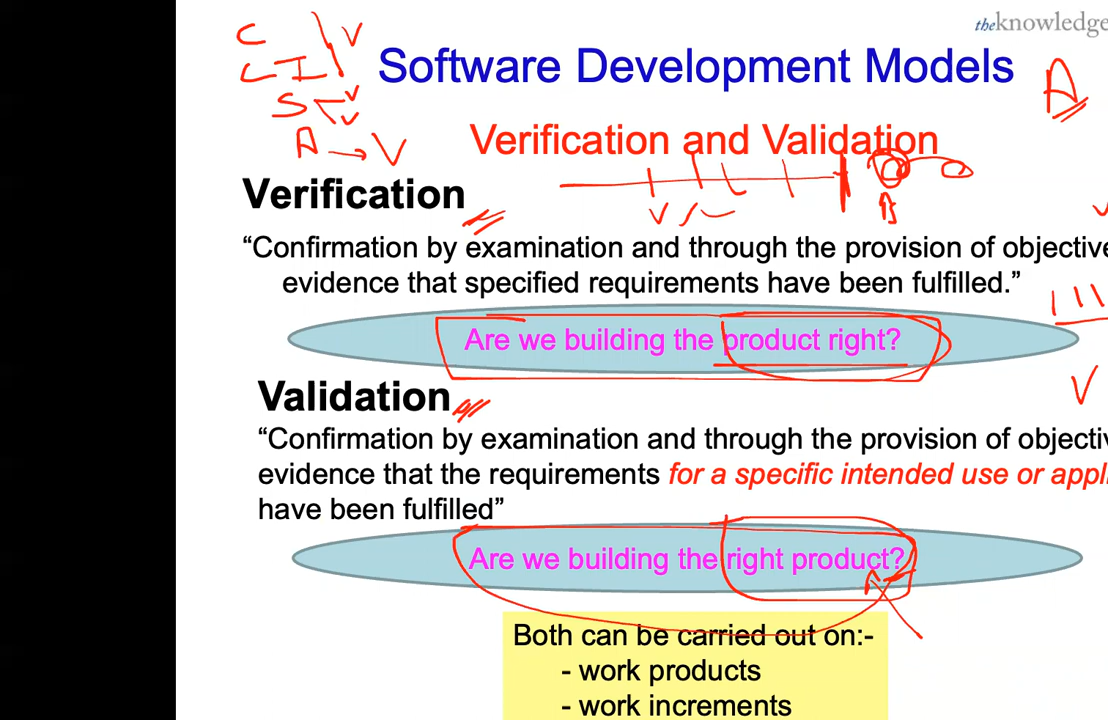 theknowledge
C V
C I
Software Development Models
A
S V
V
A → V
Verification and Validation
Verification
V
“Confirmation by examination and through the provision of objective
evidence that specified requirements have been fulfilled.”
Are we building the product right?
Validation
V
“Confirmation by examination and through the provision of objecti
evidence that the requirements for a specific intended use or appli
have been fulfilled”
Are we building the right product?
Both can be carried out on:-
- work products
- work increments